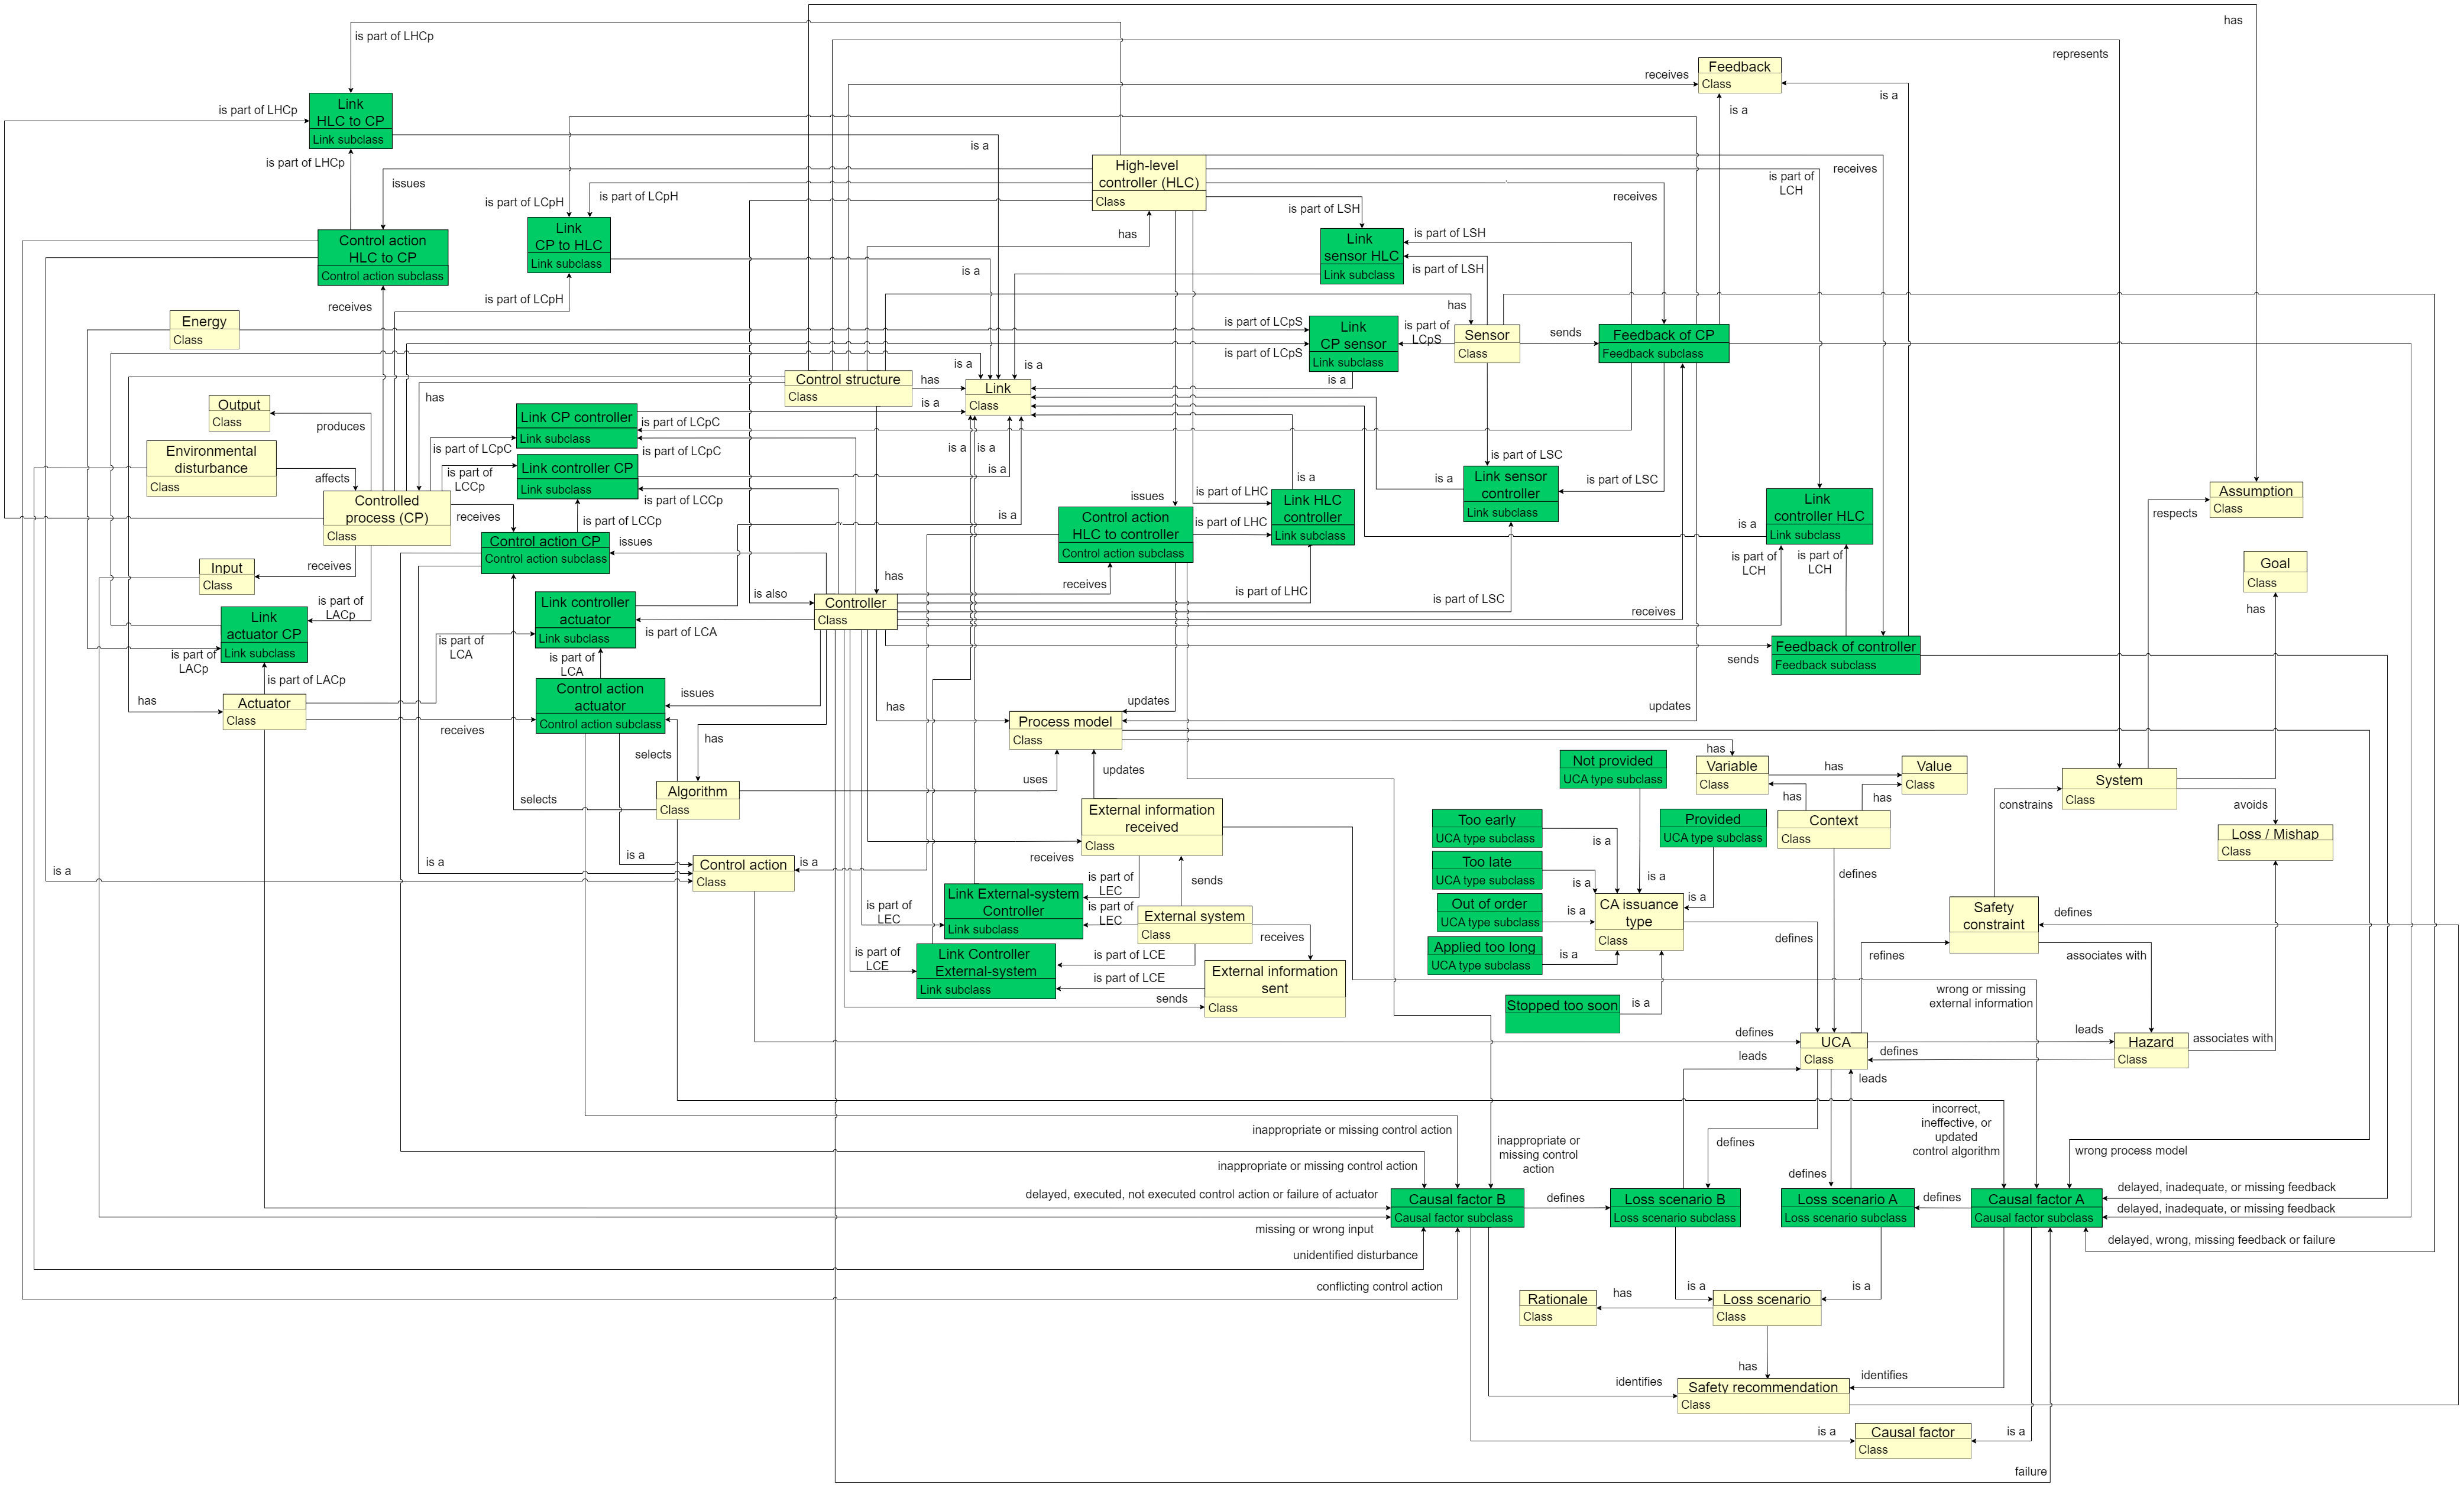 has
is part of LHCp
represents
Feedback
Class
receives
is a
is a
Link
HLC to CP
Link subclass
is part of LHCp
is a
is part of LHCp
High-level
controller (HLC)
Class
receives
is part of
LCH
issues
is part of LCpH
is part of LCpH
receives
is part of LSH
Link
CP to HLC
Link subclass
has
Link
sensor HLC
Link subclass
is part of LSH
is part of LSH
Control action
HLC to CP
Control action subclass
is a
receives
is part of LCpH
Energy
Class
is part of LCpS
is part of LCpS
Link
CP sensor
Link subclass
is part of
LCpS
has
Sensor
Class
sends
Feedback of CP
Feedback subclass
is a
is a
is a
Control structure
Class
has
Link
Class
has
Output
Class
produces
Link CP controller
Link subclass
is a
is part of LCpC
is part of LCpC
is part of LCpC
Environmental
disturbance
Class
affects
is part of
LCCp
Link controller CP
Link subclass
is a
is a
is a
is part of LCCp
is part of LCCp
Controlled
process (CP)
Class
receives
Control action CP
Control action subclass
issues
is a
issues
Control action
HLC to controller
Control action subclass
is part of LHC
is part of LHC
is a
Link HLC
controller
Link subclass
is part of LSC
is a
Link sensor
controller
Link subclass
is part of LSC
Link
controller HLC
Link subclass
is a
is part of
LCH
is part of
LCH
respects
Assumption
Class
Goal
Class
has
Input
Class
receives
Link
actuator CP
Link subclass
is part of
LACp
is part of
LACp
is part of LACp
Link controller
actuator
Link subclass
is part of LCA
is part of
LCA
is part of
LCA
is also
has
Controller
Class
receives
is part of LHC
is part of LSC
receives
sends
Feedback of controller
Feedback subclass
has
Actuator
Class
receives
Control action
actuator
Control action subclass
issues
selects
has
has
Process model
Class
updates
updates
has
uses
updates
Algorithm
Class
selects
External information
received
Class
receives
Not provided
UCA type subclass
Variable
Class
has
Value
Class
has
has
Context
Class
Too early
UCA type subclass
is a
Provided
UCA type subclass
Too late
UCA type subclass
is a
is a
is a
Out of order
UCA type subclass
is a
CA issuance
type
Class
Applied too long
UCA type subclass
is a
Stopped too soon
is a
defines
defines
System
Class
constrains
avoids
Loss / Mishap
Class
Safety
constraint
Class
defines
refines
associates with
is a
is a
is a
Control action
Class
is a
is part of
LEC
Link External-system
Controller
Link subclass
is part of
LEC
is part of
LEC
sends
External system
Class
receives
is part of
LCE
Link Controller
External-system
Link subclass
is part of LCE
is part of LCE
sends
External information
sent
Class
wrong or missing
external information
defines
leads
UCA
Class
leads
defines
leads
Hazard
Class
associates with
inappropriate or missing control action
inappropriate or missing control action
inappropriate or
missing control
action
defines
defines
incorrect,
ineffective, or
updated
control algorithm
wrong process model
delayed, executed, not executed control action or failure of actuator
missing or wrong input
unidentified disturbance
conflicting control action
Causal factor B
Causal factor subclass
defines
Loss scenario B
Loss scenario subclass
Loss scenario A
Loss scenario subclass
defines
Causal factor A
Causal factor subclass
delayed, inadequate, or missing feedback
delayed, inadequate, or missing feedback
delayed, wrong, missing feedback or failure
is a
is a
Rationale
Class
has
Loss scenario
Class
has
identifies
identifies
Safety recommendation
Class
is a
Causal factor
Class
is a
failure